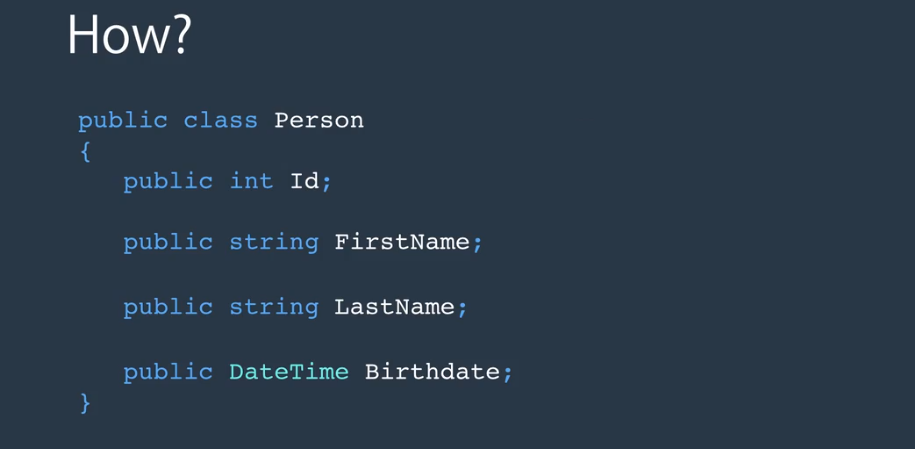 How?
public class Person
{
public int Id;
public string FirstName;
public string LastName;
public DateTime Birthdate;
}